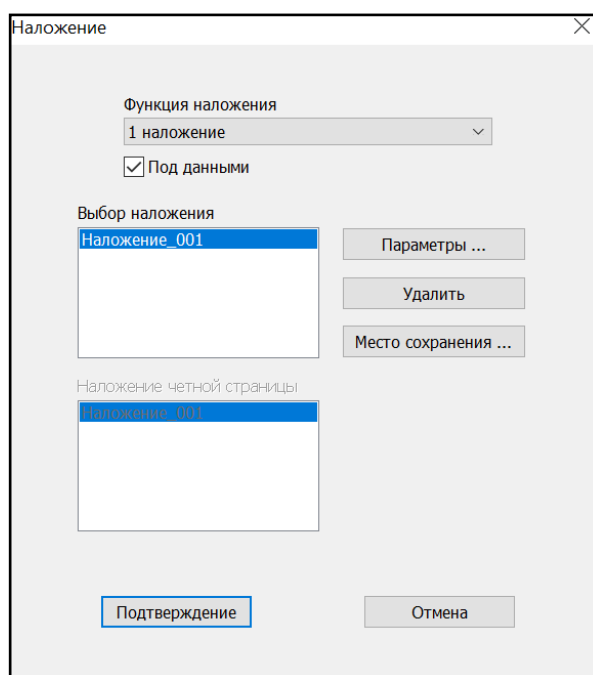 Наложение
Функция наложения
1 наложение
Под данными
Выбор наложения
Наложение_001
Параметры ...
Удалить
Место сохранения ...
Наложение четной страницы
Наложение_001
Подтверждение
Отмена